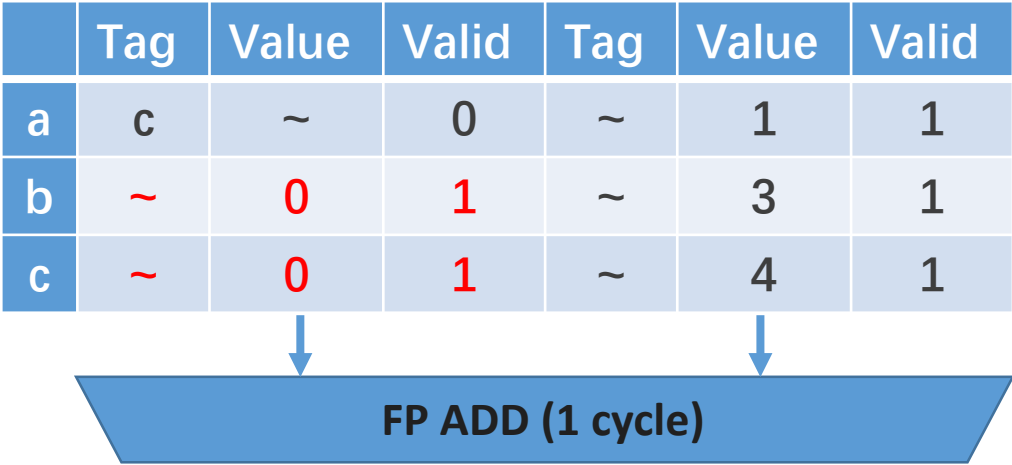 Tag Value Valid Tag Value Valid
a c ~ 0 ~ 1 1
b ~ 0 1 ~ 3 1
c ~ 0 1 ~ 4 1
FP ADD (1 cycle)